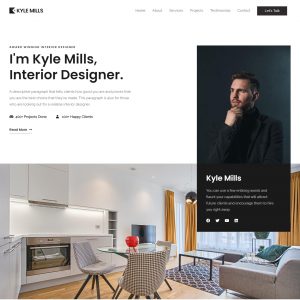 KYLE MILLS
Home About Services Projects Testimonials Contact Let's Talk
AWARD WINNING INTERIOR DESIGNER
I'm Kyle Mills,
Interior Designer.
A descriptive paragraph that tells clients how good you are and proves that
you are the best choice that they've made. This paragraph is also for those
who are looking out for a reliable interior designer.
400+ Projects Done 400+ Happy Clients
Read More
Kyle Mills
You can use a few enticing words and
flaunt your capabilities that will attract
future clients and encourage them to hire
you right away.